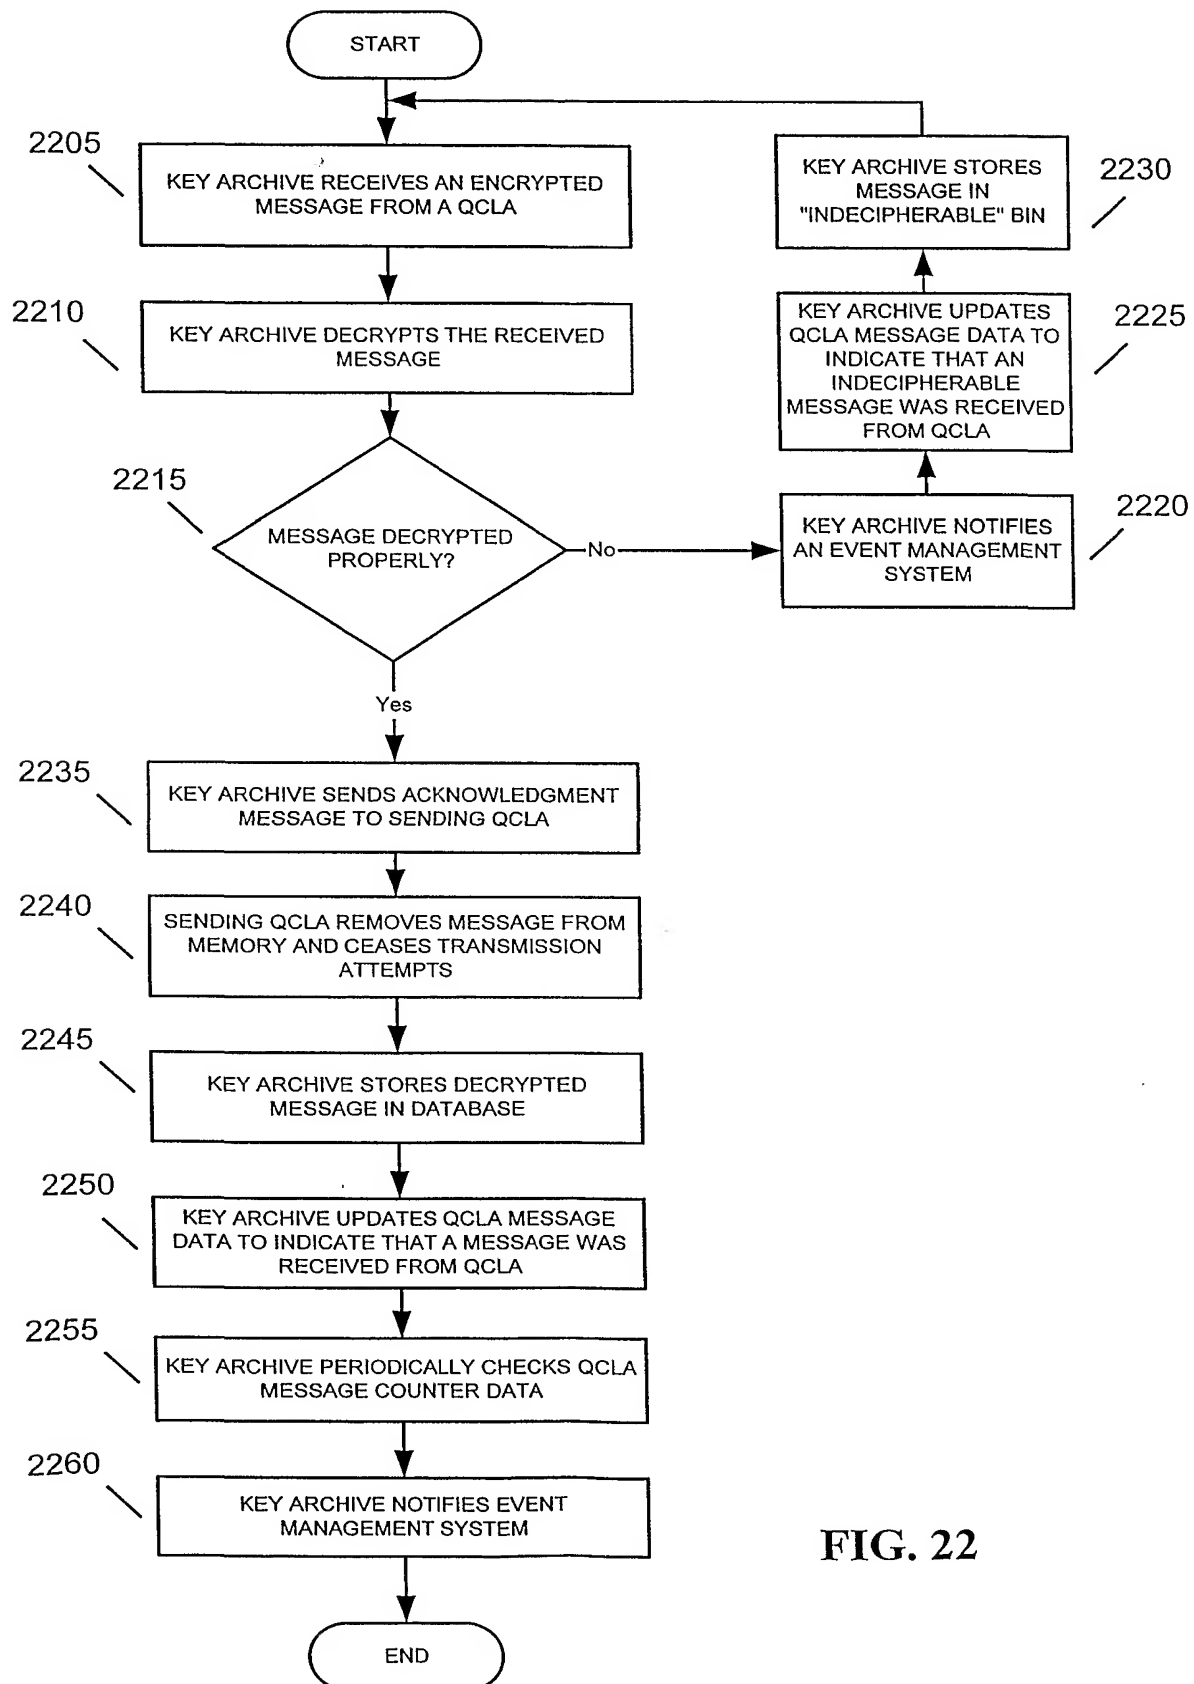 START
2205
KEY ARCHIVE RECEIVES AN ENCRYPTED
MESSAGE FROM A QCLA
2210
KEY ARCHIVE DECRYPTS THE RECEIVED
MESSAGE
2215
MESSAGE DECRYPTED
PROPERLY?
No
KEY ARCHIVE NOTIFIES
AN EVENT MANAGEMENT
SYSTEM
2220
KEY ARCHIVE UPDATES
QCLA MESSAGE DATA TO
INDICATE THAT AN
INDECIPHERABLE
MESSAGE WAS RECEIVED
FROM QCLA
2225
KEY ARCHIVE STORES
MESSAGE IN
"INDECIPHERABLE" BIN
2230
Yes
2235
KEY ARCHIVE SENDS ACKNOWLEDGMENT
MESSAGE TO SENDING QCLA
2240
SENDING QCLA REMOVES MESSAGE FROM
MEMORY AND CEASES TRANSMISSION
ATTEMPTS
2245
KEY ARCHIVE STORES DECRYPTED
MESSAGE IN DATABASE
2250
KEY ARCHIVE UPDATES QCLA MESSAGE
DATA TO INDICATE THAT A MESSAGE WAS
RECEIVED FROM QCLA
2255
KEY ARCHIVE PERIODICALLY CHECKS QCLA
MESSAGE COUNTER DATA
2260
KEY ARCHIVE NOTIFIES EVENT
MANAGEMENT SYSTEM
END
FIG. 22